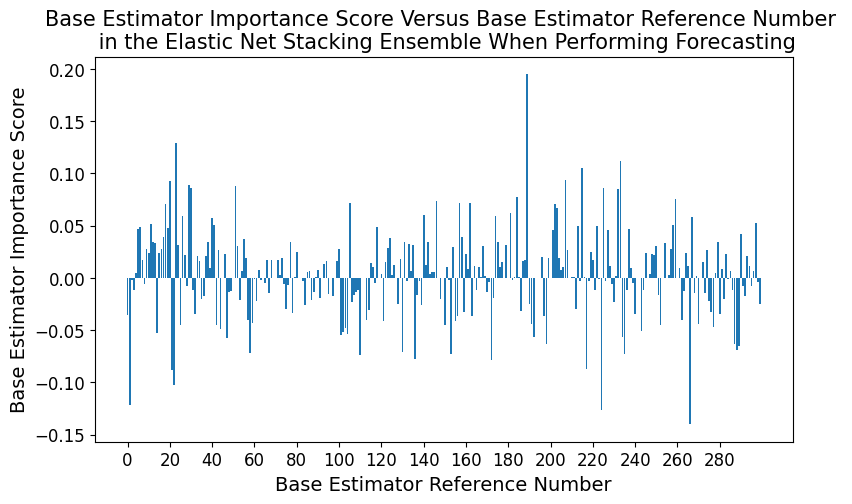 Base Estimator Importance Score Versus Base Estimator Reference Number
in the Elastic Net Stacking Ensemble When Performing Forecasting
Base Estimator Importance Score
0.20
0.15
0.10
0.05
0.00
−0.05
−0.10
−0.15
0 20 40 60 80 100 120 140 160 180 200 220 240 260 280
Base Estimator Reference Number